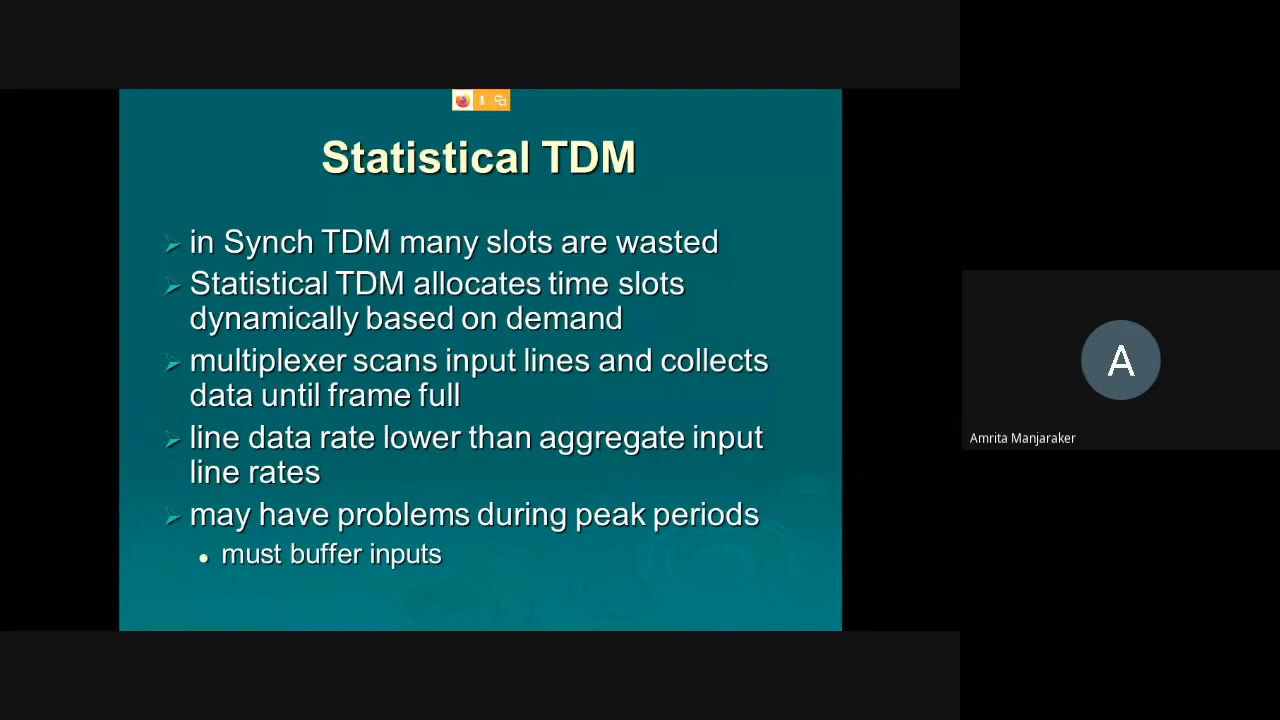 Statistical TDM
in Synch TDM many slots are wasted
Statistical TDM allocates time slots
dynamically based on demand
multiplexer scans input lines and collects
data until frame full
line data rate lower than aggregate input
line rates
may have problems during peak periods
must buffer inputs
A
Amrita Manjaraker